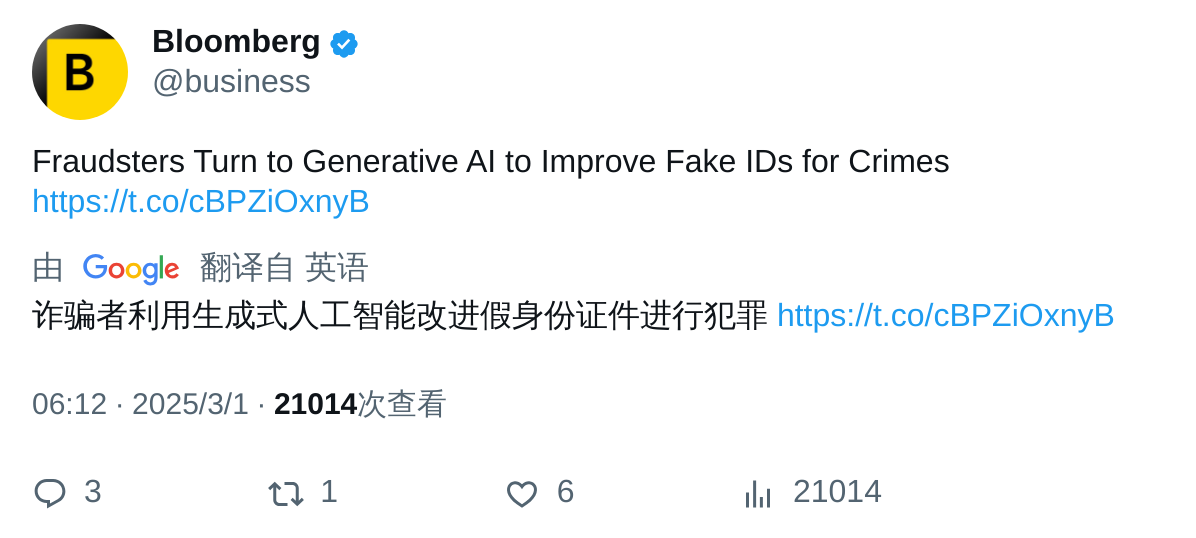 B
Bloomberg
@business
Fraudsters Turn to Generative AI to Improve Fake IDs for Crimes
https://t.co/cBPZiOxnyB
由 Google 翻译自 英语
诈骗者利用生成式人工智能改进假身份证件进行犯罪 https://t.co/cBPZiOxnyB
06:12 · 2025/3/1 · 21014次查看
3 1 6 21014